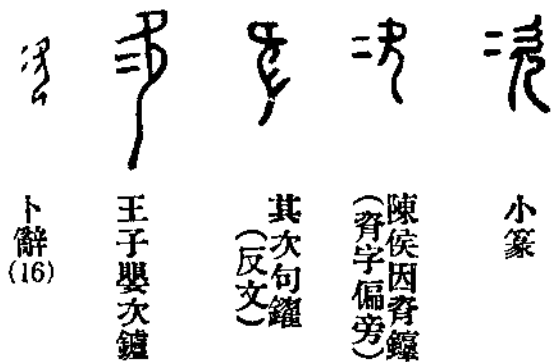 小篆
陳侯因脊錞
(脊字偏旁)
其次句鑃
(反文)
王子嬰次鑪
卜辭(16)